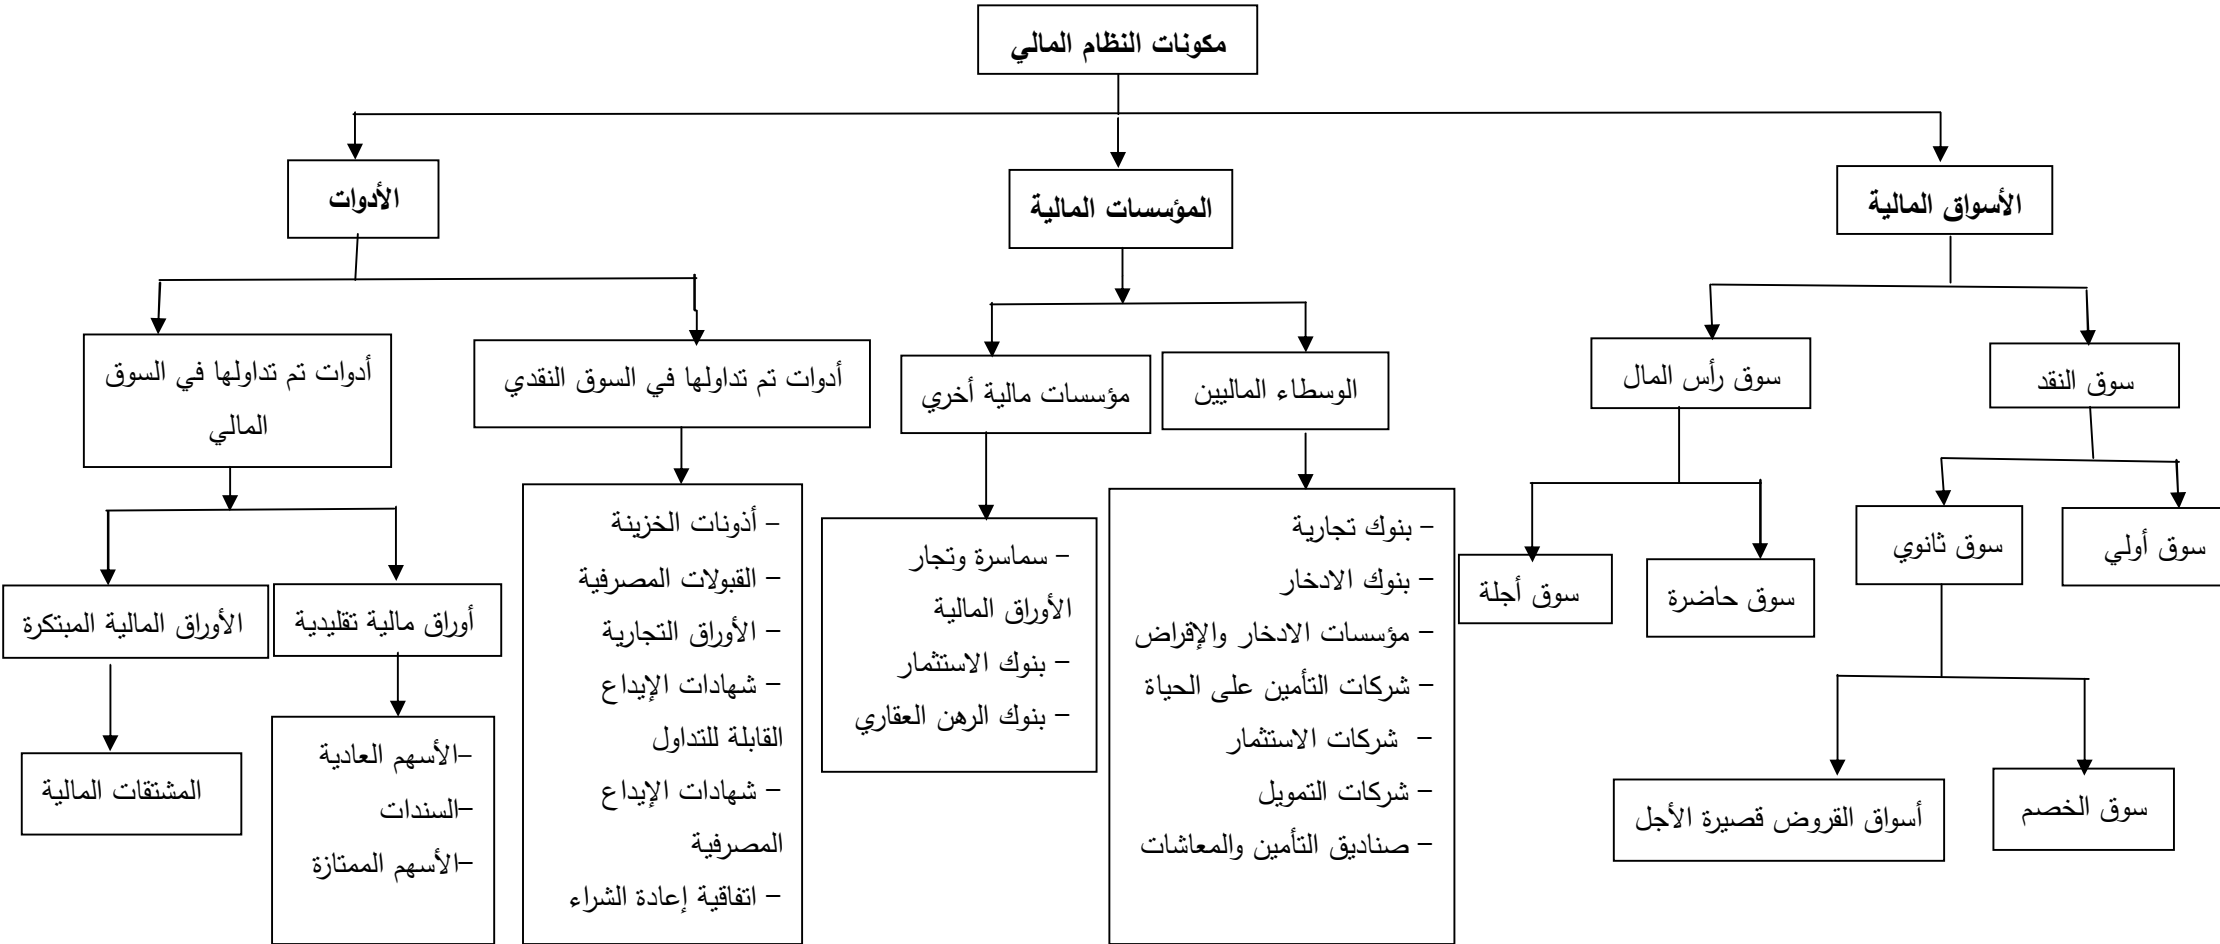 مكونات النظام المالي
الأسواق المالية
المؤسسات المالية
الأدوات
سوق النقد
سوق رأس المال
الوسطاء الماليين
مؤسسات مالية أخري
أدوات تم تداولها في السوق النقدي
أدوات تم تداولها في السوق
المالي
سوق أولي
سوق ثانوي
سوق حاضرة
سوق أجلة
سوق الخصم
أسواق القروض قصيرة الأجل
- بنوك تجارية
- بنوك الادخار
- مؤسسات الادخار والإقراض
- شركات التأمين على الحياة
- شركات الاستثمار
- شركات التمويل
- صناديق التأمين والمعاشات
- سماسرة وتجار
الأوراق المالية
- بنوك الاستثمار
- بنوك الرهن العقاري
- أذونات الخزينة
- القبولات المصرفية
- الأوراق التجارية
- شهادات الإيداع
القابلة للتداول
- شهادات الإيداع
المصرفية
- اتفاقية إعادة الشراء
أوراق مالية تقليدية
الأوراق المالية المبتكرة
-الأسهم العادية
-السندات
-الأسهم الممتازة
المشتقات المالية